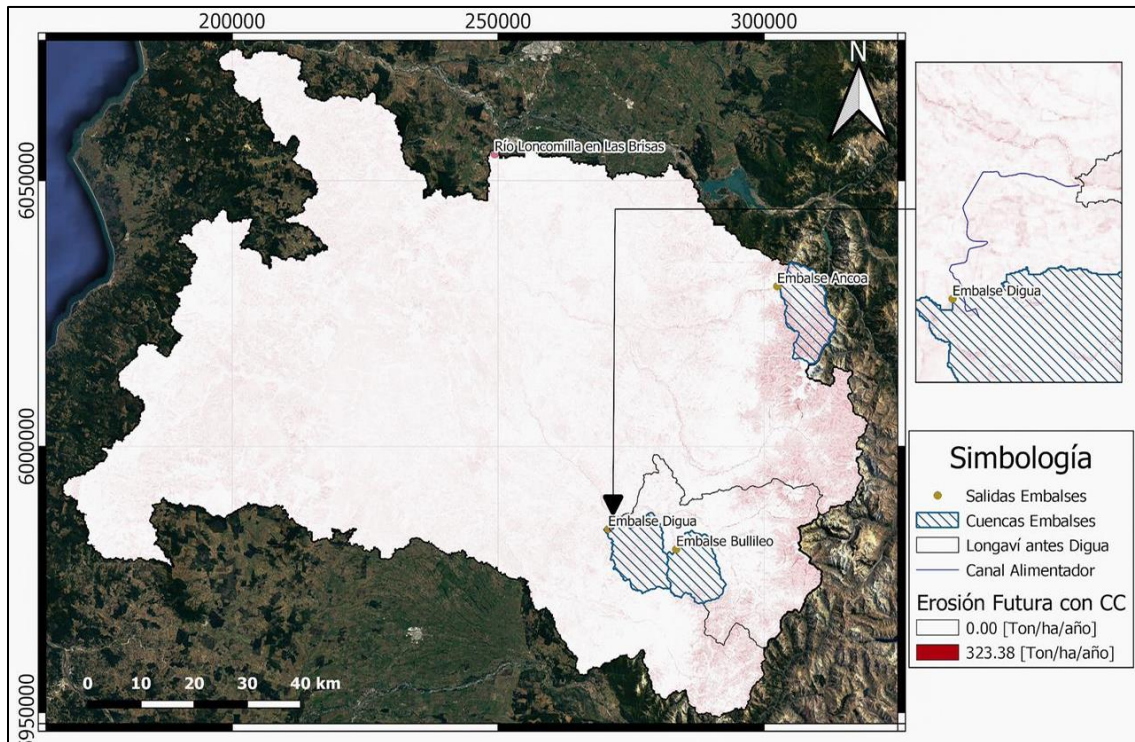 200000
250000
300000
N
Río Loncomilla en Las Brisas
6050000
Embalse Ancoa
Embalse Digua
6000000
Simbología
Salidas Embalses
Embalse Digua
Cuencas Embalses
Embalse Bullileo
Longaví antes Digua
Canal Alimentador
Erosión Futura con CC
0.00 [Ton/ha/año]
323.38 [Ton/ha/año]
0 10 20 30 40 km
5950000